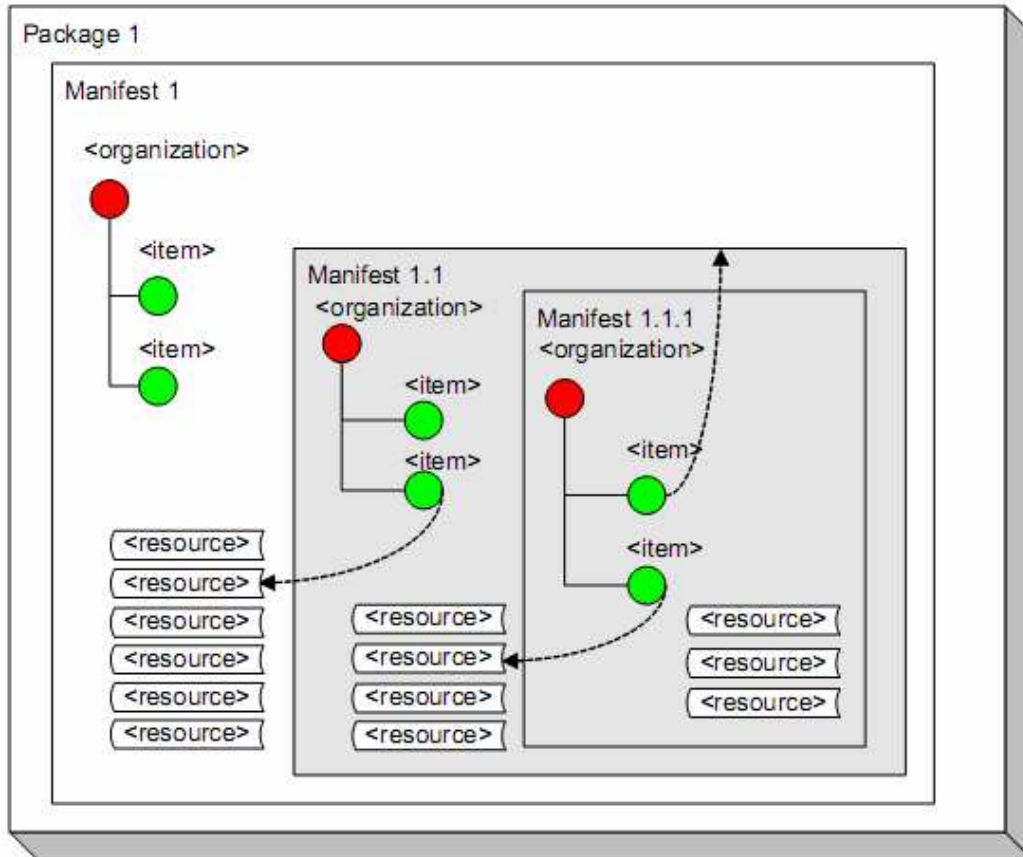 Package 1
Manifest 1
<organization>
<item>
<item>
<resource>
<resource>
<resource>
<resource>
<resource>
<resource>
Manifest 1.1
<organization>
<item>
<item>
<resource>
<resource>
<resource>
<resource>
Manifest 1.1.1
<organization>
<item>
<item>
<resource>
<resource>
<resource>